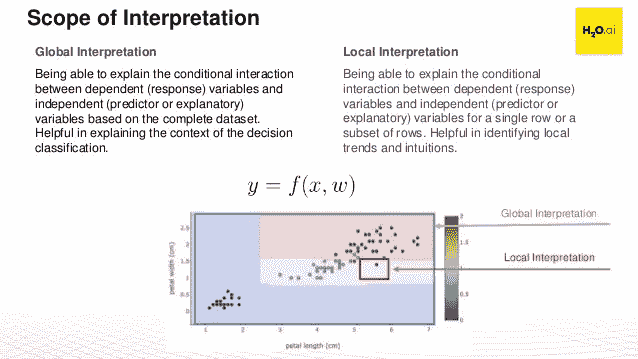 Scope of Interpretation
H2O.ai
Global Interpretation
Being able to explain the conditional interaction
between dependent (response) variables and
independent (predictor or explanatory)
variables based on the complete dataset.
Helpful in explaining the context of the decision
classification.
Local Interpretation
Being able to explain the conditional
interaction between dependent (response)
variables and independent (predictor or
explanatory) variables for a single row or a
subset of rows. Helpful in identifying local
trends and intuitions.
y = f(x, w)
Global Interpretation
Local Interpretation
petal width (cm)
2.5
2
1.5
1
0.5
0
1 2 3 4 5 6 7
petal length (cm)
2
1.5
1
0.5
0